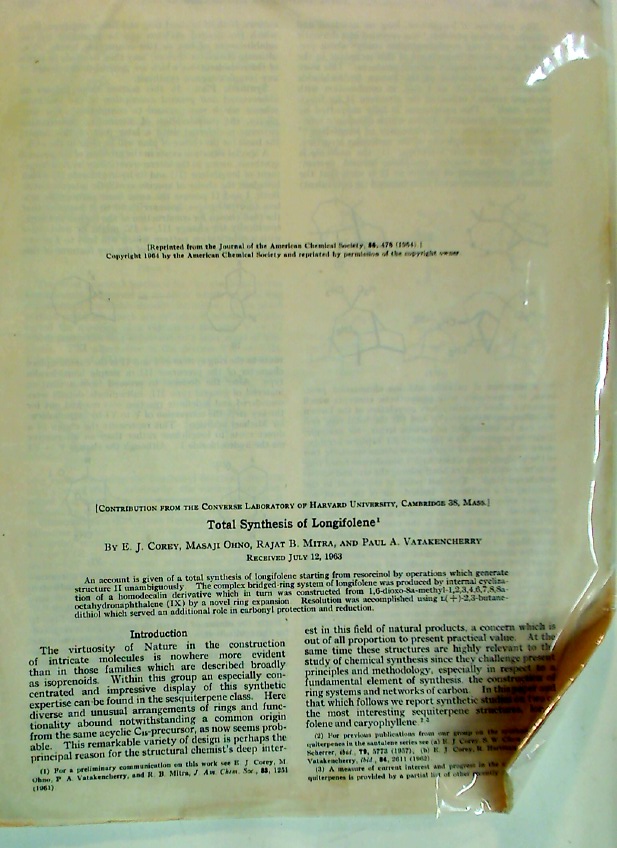 [Reprinted from the Journal of the American Chemical Society, 86, 478 (1964).]
Copyright 1964 by the American Chemical Society and reprinted by permission of the copyright owner
[CONTRIBUTION FROM THE CONVERSE LABORATORY OF HARVARD UNIVERSITY, CAMBRIDGE 38, MASS.]
Total Synthesis of Longifolene¹
BY E. J. COREY, MASAJI OHNO, RAJAT B. MITRA, AND PAUL A. VATAKENCHERRY
RECEIVED JULY 12, 1963
An account is given of a total synthesis of longifolene starting from resorcinol by operations which generate
structure II unambiguously The complex bridged-ring system of longifolene was produced by internal cycliza-
tion of a homodecalin derivative which in turn was constructed from 1,6-dioxo-8a-methyl-1,2,3,4,6,7,8,8a-
octahydronaphthalene (IX) by a novel ring expansion Resolution was accomplished using L(+)-2,3-butane-
dithiol which served an additional role in carbonyl protection and reduction.
Introduction
The virtuosity of Nature in the construction
of intricate molecules is nowhere more evident
than in those families which are described broadly
as isoprenoids. Within this group an especially con-
centrated and impressive display of this synthetic
expertise can be found in the sesquiterpene class. Here
diverse and unusual arrangements of rings and func-
tionality abound notwithstanding a common origin
from the same acyclic C₁₅-precursor, as now seems prob-
able. This remarkable variety of design is perhaps the
principal reason for the structural chemist's deep inter-
(1) For a preliminary communication on this work see E. J. Corey, M.
Ohno, P. A. Vatakencherry, and R. B. Mitra, J Am. Chem. Soc., 83, 1251
(1961)
est in this field of natural products, a concern which is
out of all proportion to present practical value. At the
same time these structures are highly relevant to the
study of chemical synthesis since they challenge present
principles and methodology, especially in respect to a
fundamental element of synthesis, the construction of
ring systems and networks of carbon. In this paper and
that which follows we report synthetic studies on two of
the most interesting sesquiterpene structures,
folene and caryophyllene.
(2) For previous publications from our group on the
quiterpenes in the santalene series see (a) E. J. Corey, S. W. Chow
Scherrer, ibid., 79, 5773 (1957), (b) E. J. Corey, R. Hartmann
Vatakencherry, ibid., 84, 2611 (1962)
(3) A measure of current interest and progress in the
quiterpenes is provided by a partial list of other recently